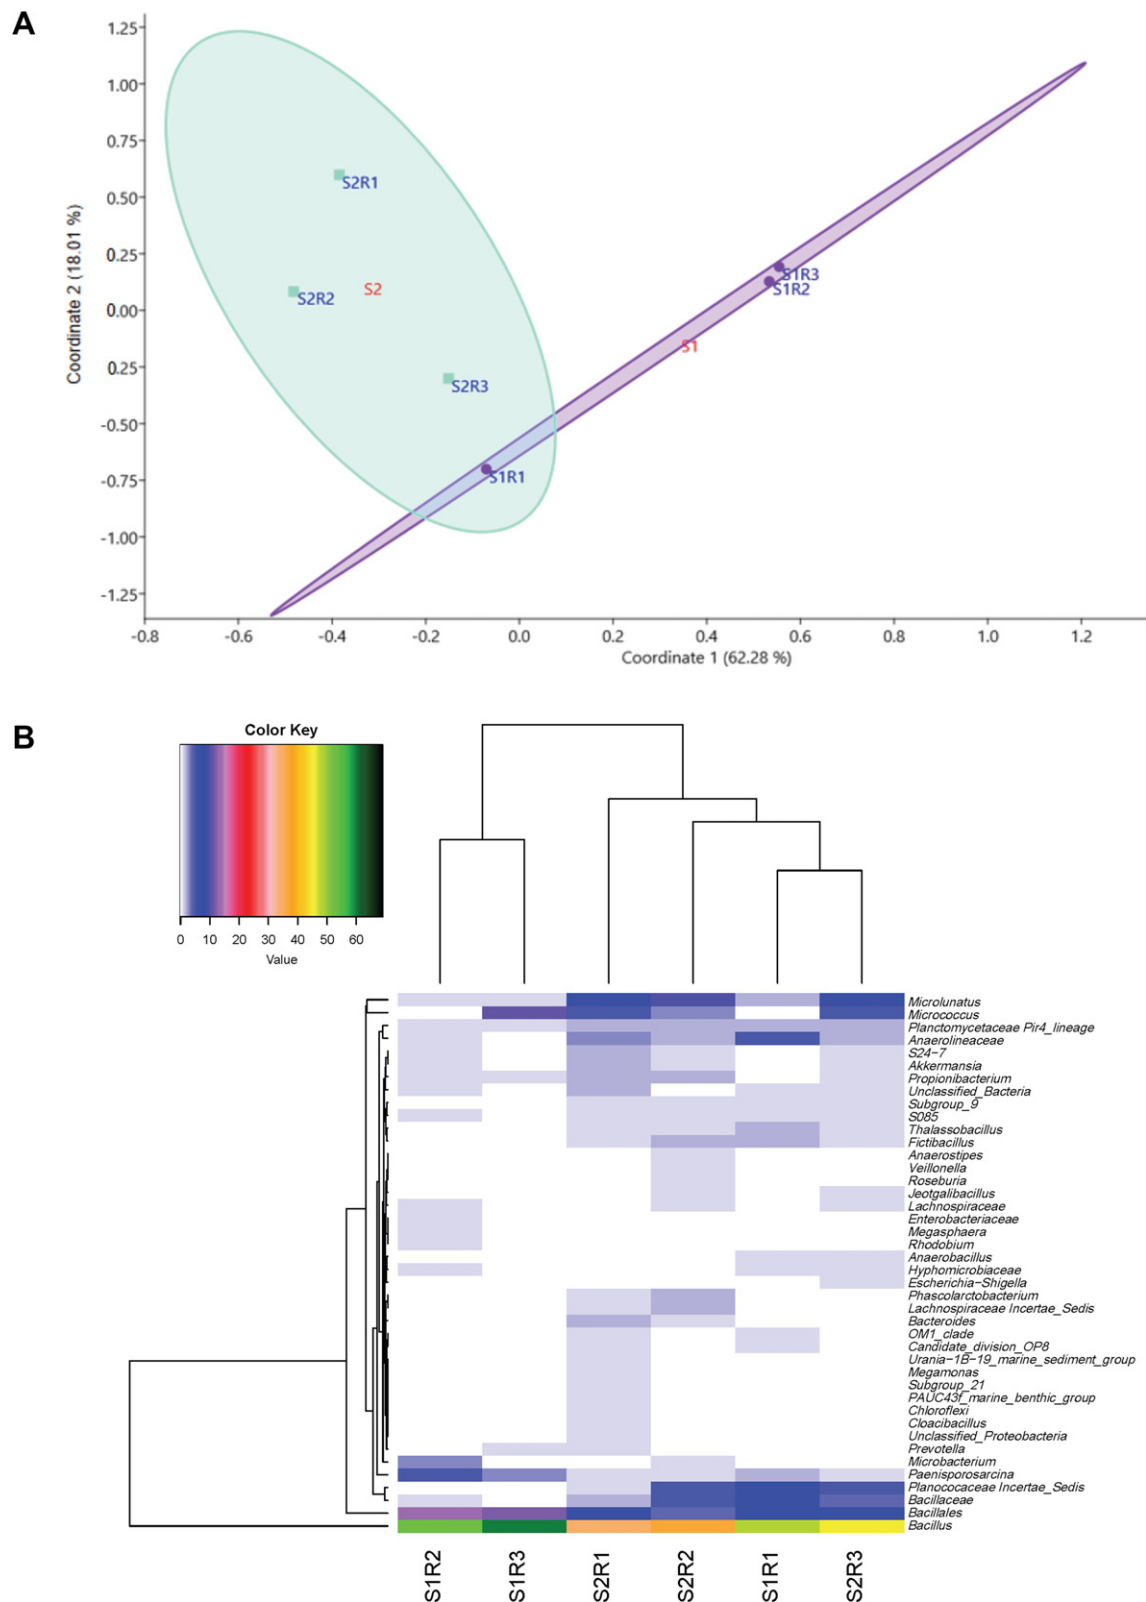 A
1.25
1.00
0.75
0.50
0.25
0.00
0.25
-0.50
-0.75
-1.00
-1.25
Coordinate 2 (18.01 %)
S2R1
S2R2
S2
S2R3
S1R3
S1R2
S1
S1R1
-0.8 -0.6 -0.4 -0.2 0.0 0.2 0.4 0.6 0.8 1.0 1.2
Coordinate 1 (62.28 %)
B
Color Key
0 10 20 30 40 50 60
Value
Microlunatus
Micrococcus
Planctomycetaceae Pir4_lineage
Anaerolineaceae
S24-7
Akkermansia
Propionibacterium
Unclassified_Bacteria
Subgroup_9
S085
Thalassobacillus
Fictibacillus
Anaerostipes
Veillonella
Roseburia
Jeotgalibacillus
Lachnospiraceae
Enterobacteriaceae
Megasphaera
Rhodobium
Anaerobacillus
Hyphomicrobiaceae
Escherichia-Shigella
Phascolarctobacterium
Lachnospiraceae Incertae_Sedis
Bacteroides
OM1_clade
Candidate_division_OP8
Urania-1B-19_marine_sediment_group
Megamonas
Subgroup_21
PAUC43f_marine_benthic_group
Chloroflexi
Cloacibacillus
Unclassified_Proteobacteria
Prevotella
Microbacterium
Paenisporosarcina
Planococaceae Incertae_Sedis
Bacillaceae
Bacillales
Bacillus
S1R2 S1R3 S2R1 S2R2 S1R1 S2R3